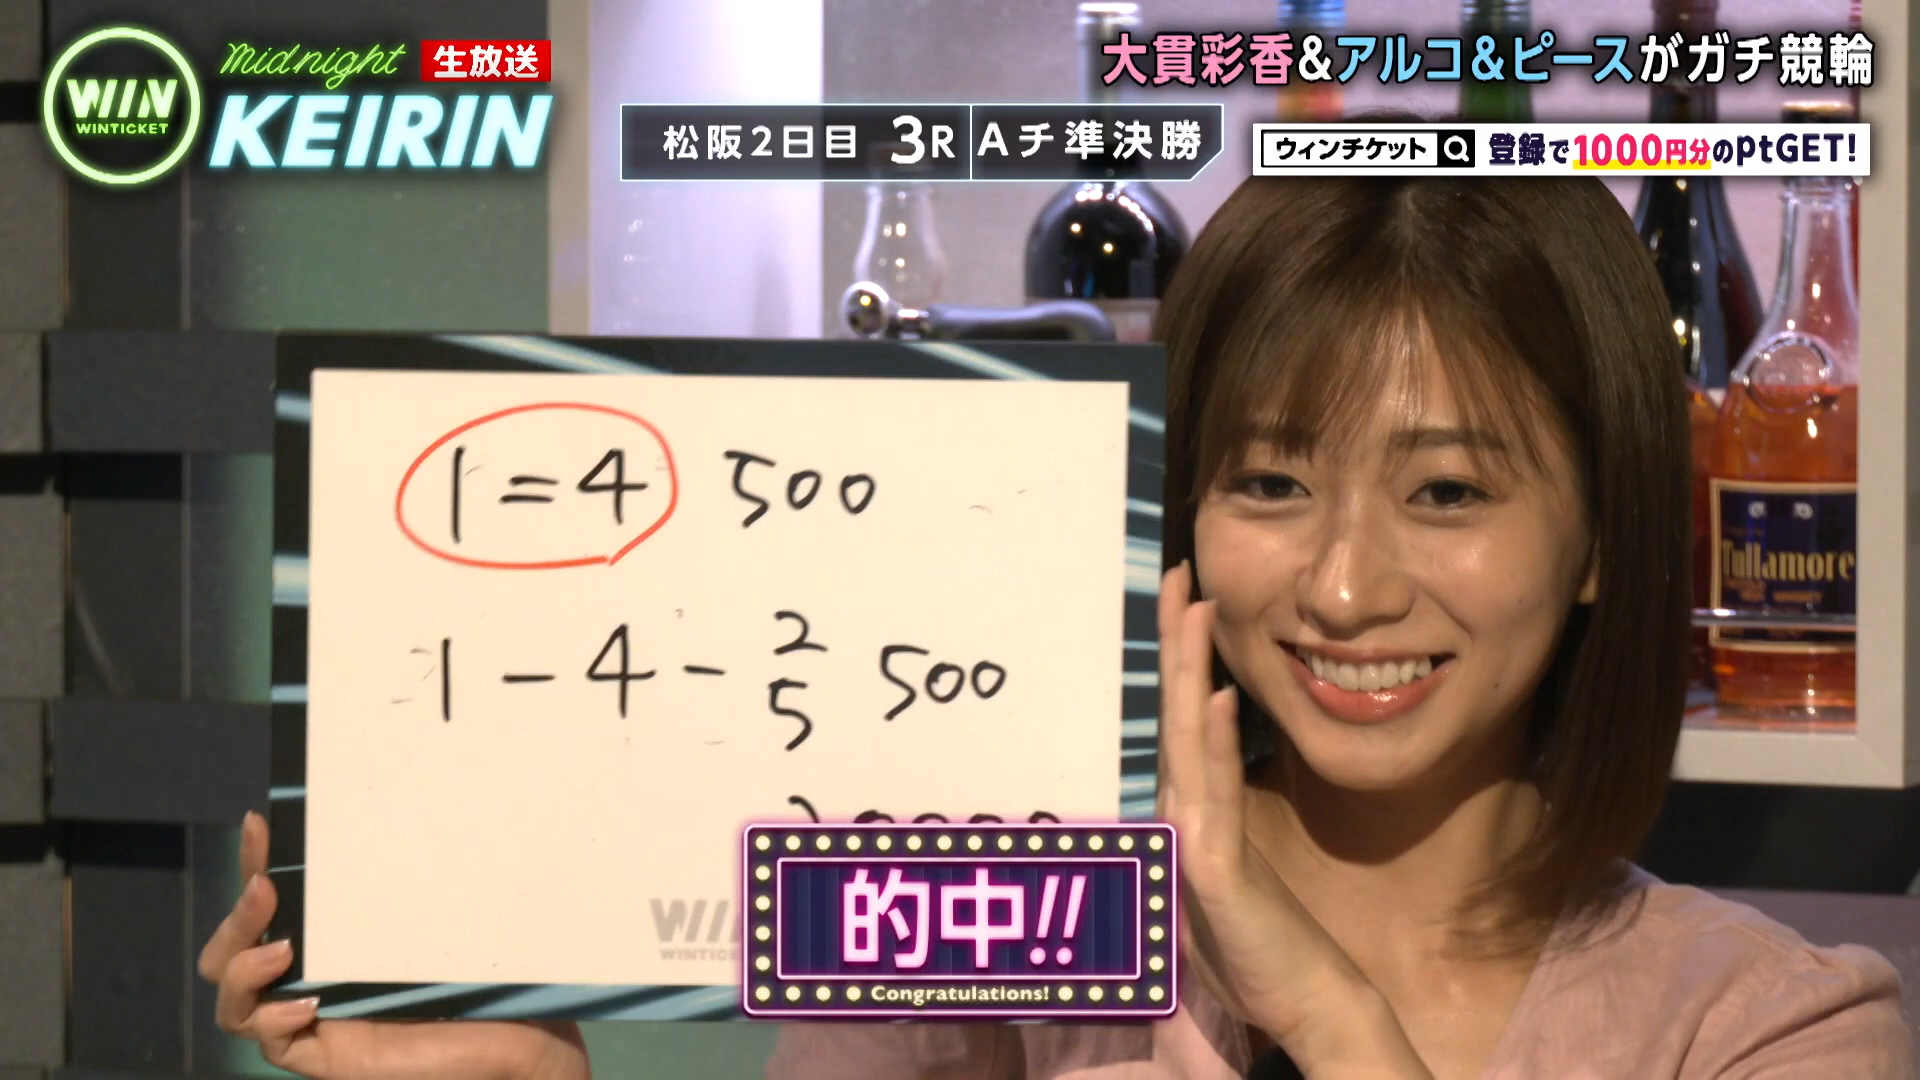 WIN
WINTICKET
Midnight 生放送
KEIRIN
大貫彩香&アルコ&ピースがガチ競輪
松阪2日目 3R Aチ準決勝
ウィンチケット 登録で1000円分のptGET!
1=4 500
1-4-2 500
5
Tullamore
WIN
WINTICKE
的中!!
Congratulations!